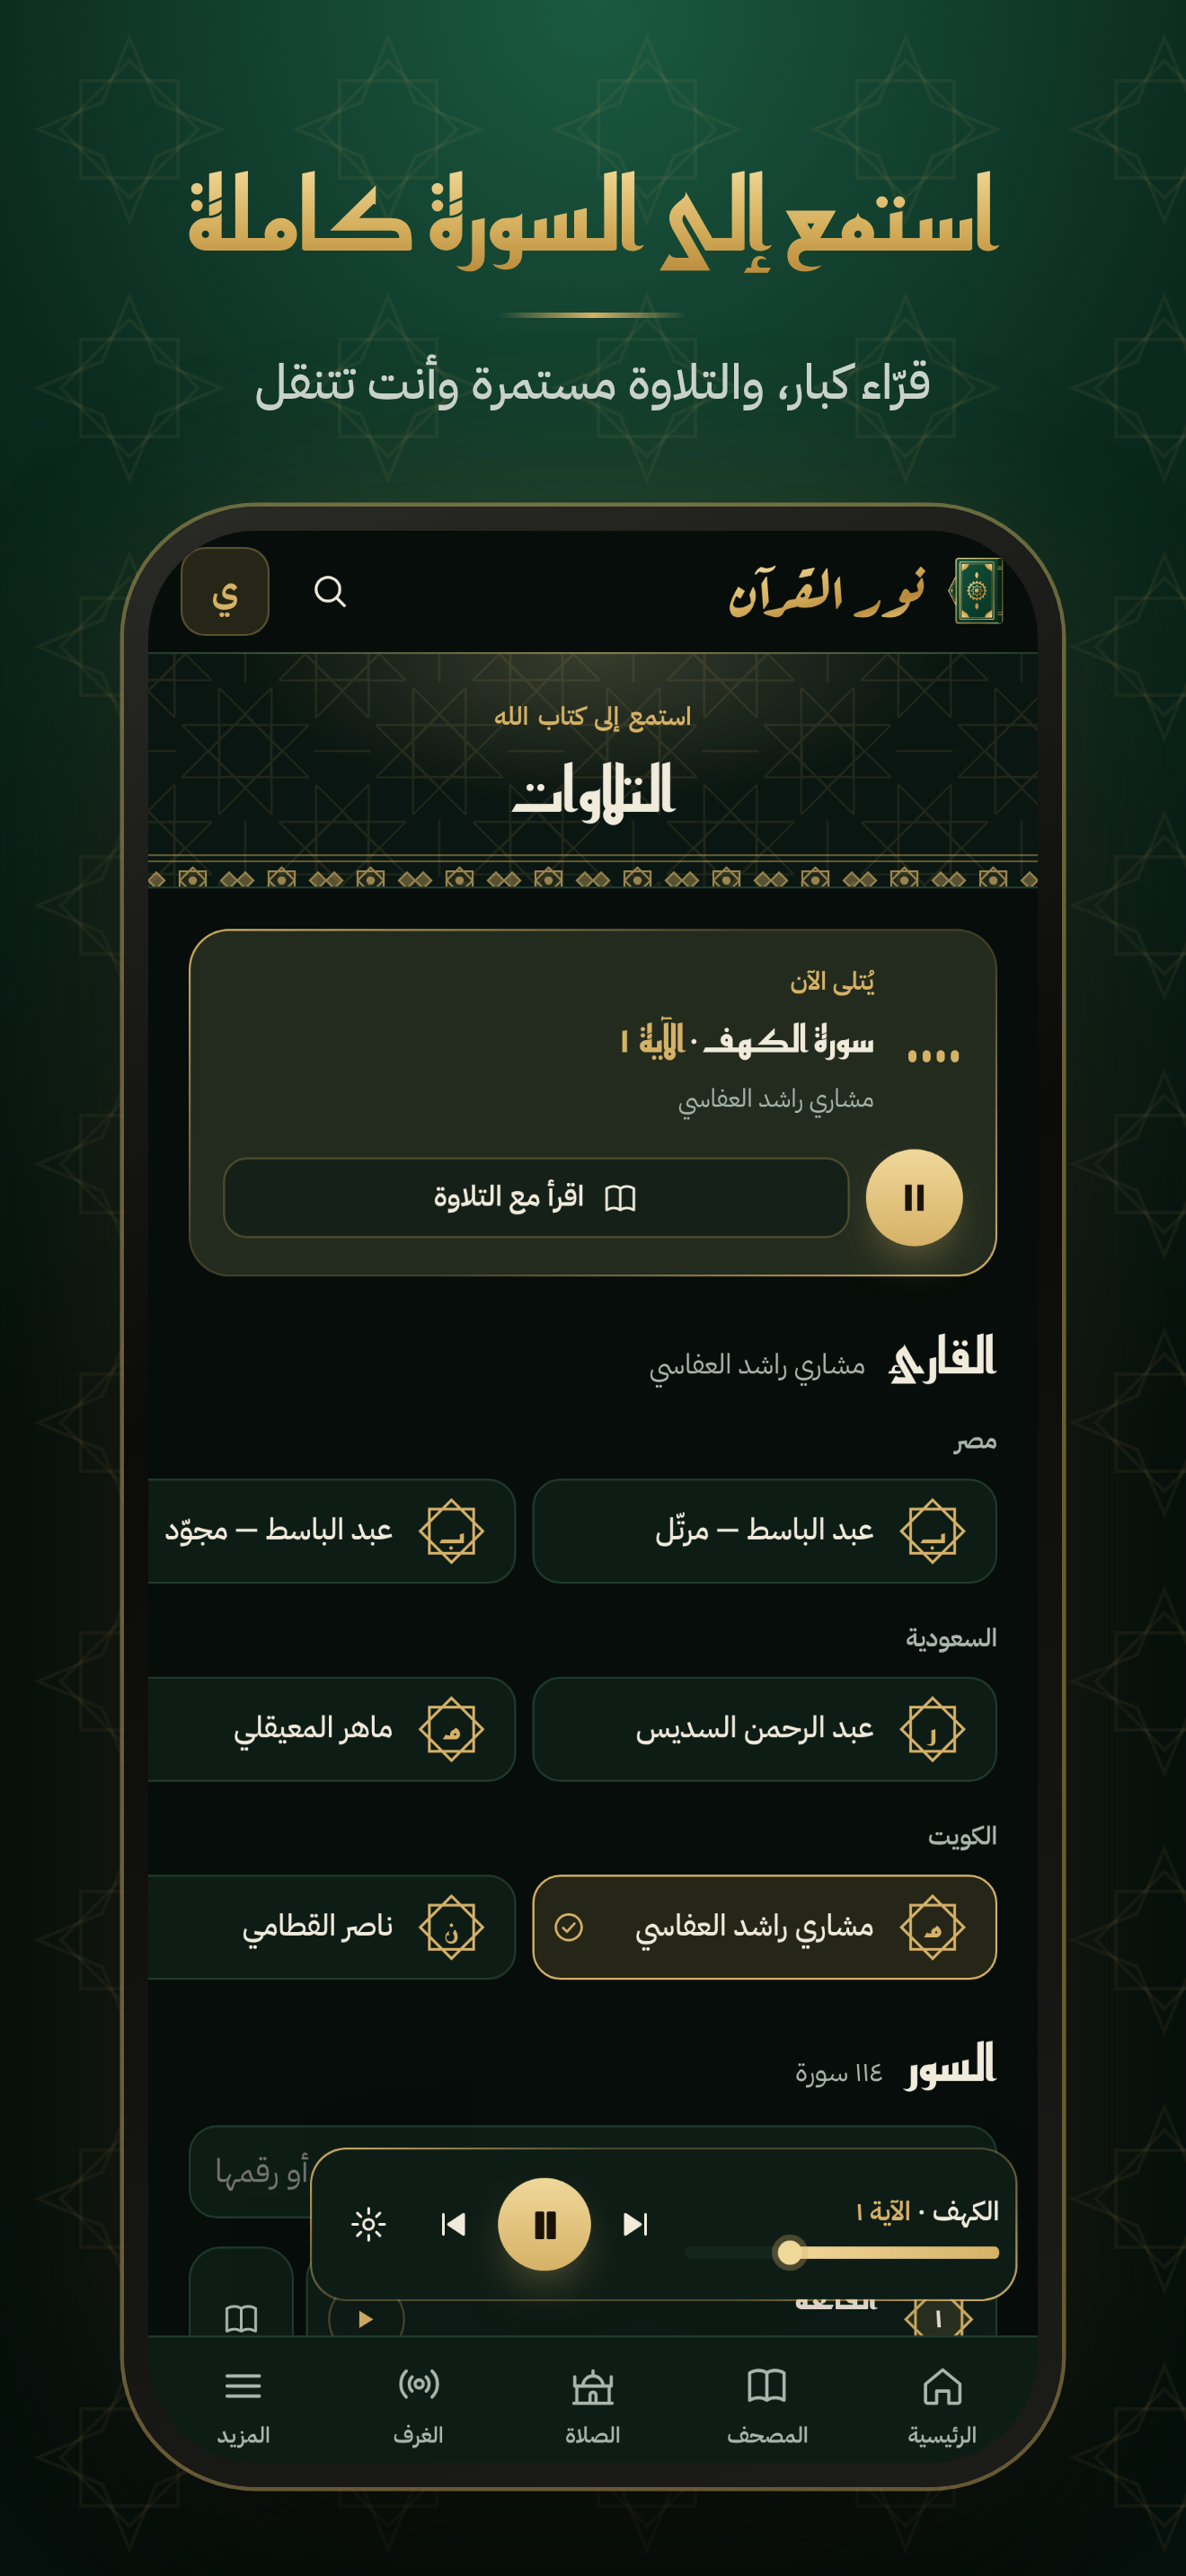 استمع إلى السورة كاملة
قرّاء كبار، والتلاوة مستمرة وأنت تتنقل
نور القرآن
ي
استمع إلى كتاب الله
التلاوات
يُتلى الآن
سورة الكهف · الآية ١
مشاري راشد العفاسي
اقرأ مع التلاوة
القارئ مشاري راشد العفاسي
مصر
ب عبد الباسط — مرتّل
ب عبد الباسط — مجوّد
السعودية
ر عبد الرحمن السديس
م ماهر المعيقلي
الكويت
م مشاري راشد العفاسي
ن ناصر القطامي
السور ١١٤ سورة
أو رقمها
الكهف · الآية ١
١
الرئيسية
المصحف
الصلاة
الغرف
المزيد